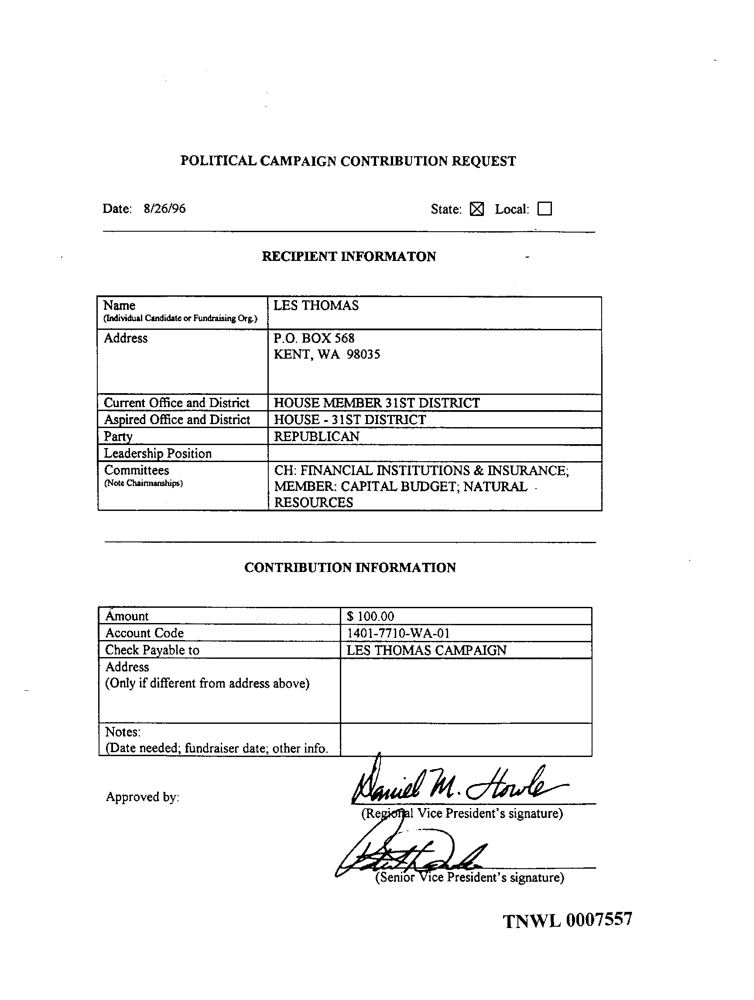 POLITICAL CAMPAIGN CONTRIBUTION REQUEST
Date: 8/26/96 State: ☒ Local: ☐
RECIPIENT INFORMATON
Name LES THOMAS
(Individual Candidate or Fundraising Org.)
Address P.O. BOX 568
KENT, WA 98035
Current Office and District HOUSE MEMBER 31ST DISTRICT
Aspired Office and District HOUSE - 31ST DISTRICT
Party REPUBLICAN
Leadership Position
Committees CH: FINANCIAL INSTITUTIONS & INSURANCE;
(Note Chairmanships) MEMBER: CAPITAL BUDGET; NATURAL
RESOURCES
CONTRIBUTION INFORMATION
Amount $ 100.00
Account Code 1401-7710-WA-01
Check Payable to LES THOMAS CAMPAIGN
Address
(Only if different from address above)
Notes:
(Date needed; fundraiser date; other info.
Daniel M. Howle
Approved by:
(Regional Vice President's signature)
(Senior Vice President's signature)
TNWL 0007557